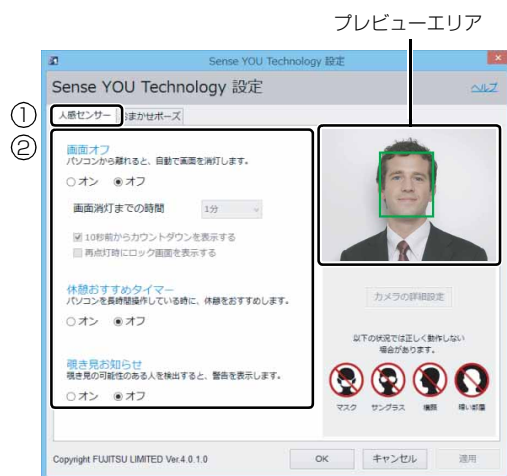 プレビューエリア
Sense YOU Technology 設定
Sense YOU Technology 設定
ヘルプ
① 人感センサー おまかせポーズ
②
画面オフ
パソコンから離れると、自動で画面を消灯します。
オン オフ
画面消灯までの時間 1分
10秒前からカウントダウンを表示する
再点灯時にロック画面を表示する
休憩おすすめタイマー
パソコンを長時間操作している時に、休憩をおすすめします。
オン オフ
覗き見お知らせ
覗き見の可能性のある人を検出すると、警告を表示します。
オン オフ
カメラの詳細設定
以下の状況では正しく動作しない
場合があります。
マスク サングラス 横顔 暗い部屋
Copyright FUJITSU LIMITED Ver.4.0.1.0
OK キャンセル 適用